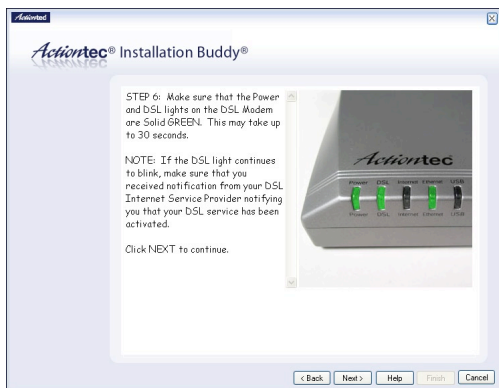 Actiontec
Actiontec® Installation Buddy®
STEP 6: Make sure that the Power
and DSL lights on the DSL Modem
are Solid GREEN. This may take up
to 30 seconds.
NOTE: If the DSL light continues
to blink, make sure that you
received notification from your DSL
Internet Service Provider notifying
you that your DSL service has been
activated.
Click NEXT to continue.
Actiontec
Power DSL Internet Ethernet USB
Power DSL Internet Ethernet USB
< Back Next > Help Finish Cancel